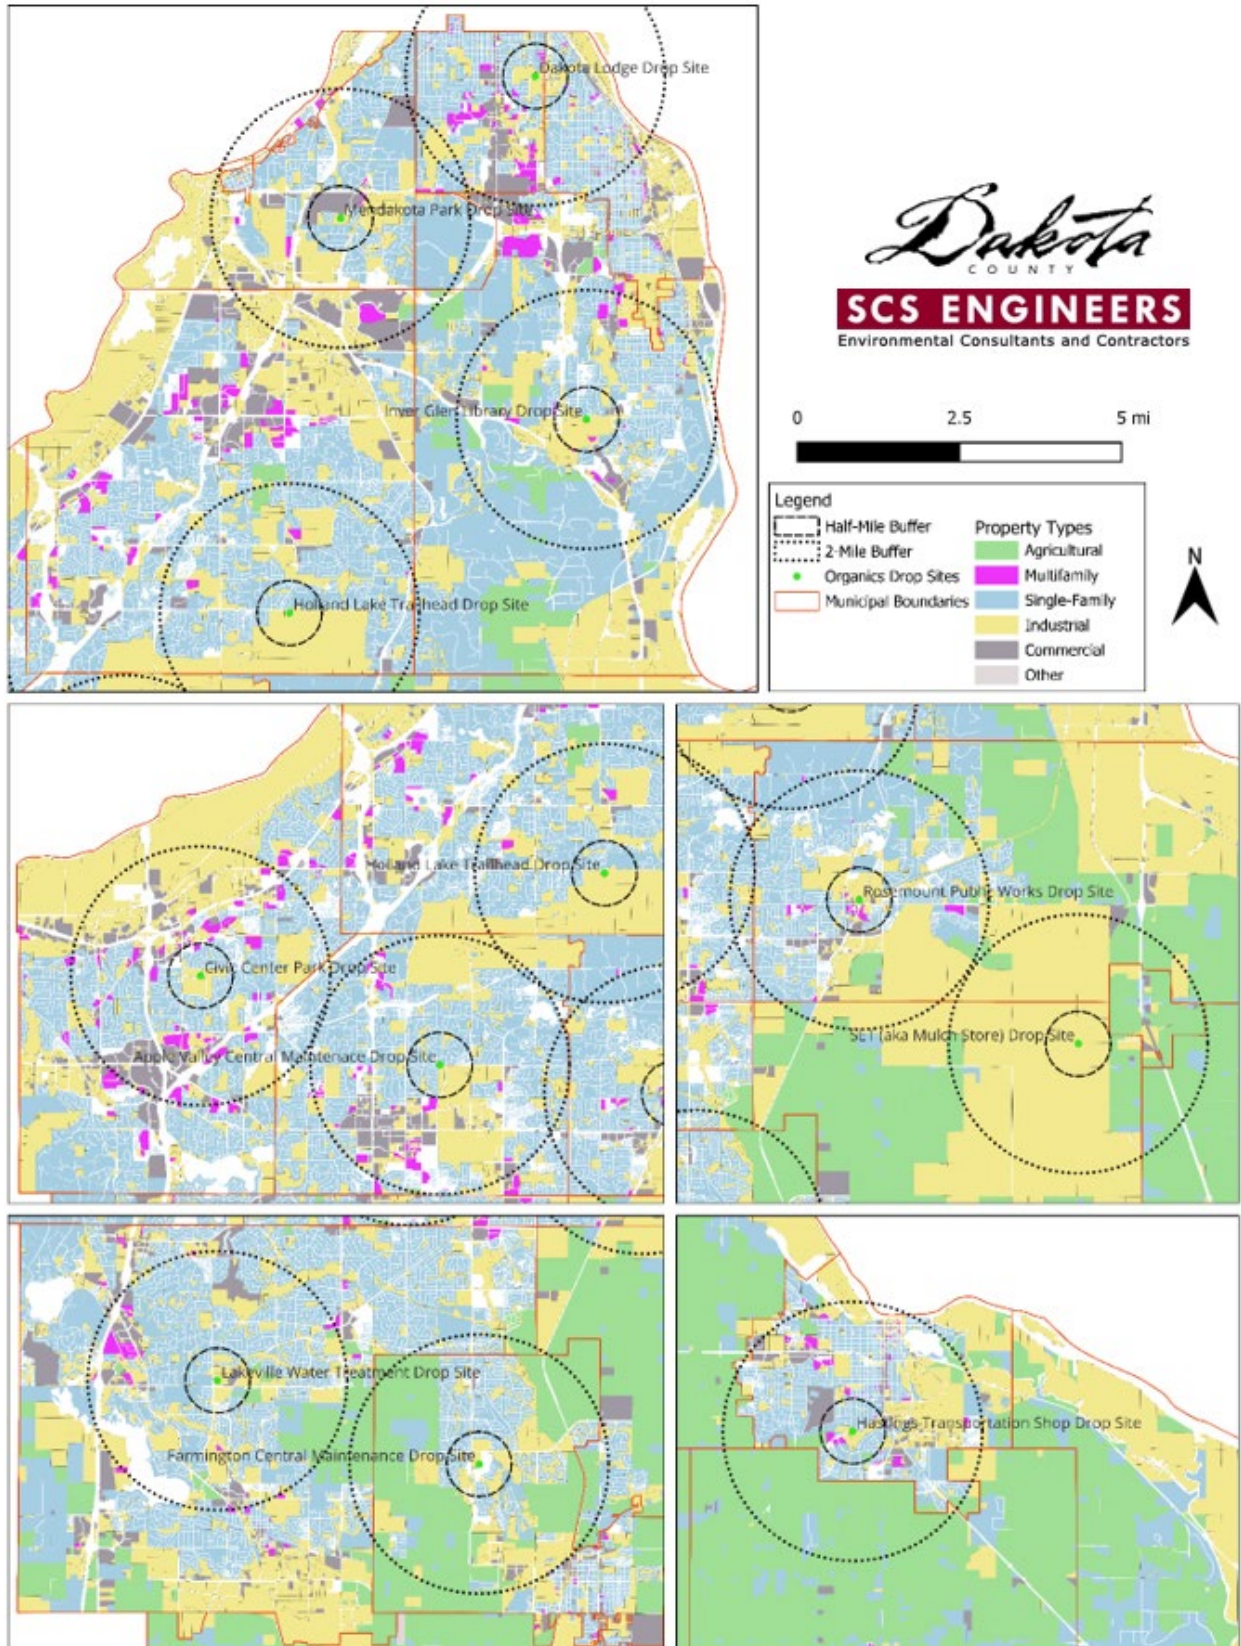 Dakota Lodge Drop Site
Mendakota Park Drop Site
Inver Glen Library Drop Site
Holland Lake Trailhead Drop Site
Dakota
COUNTY
SCS ENGINEERS
Environmental Consultants and Contractors
0 2.5 5 mi
Legend
Half-Mile Buffer
2-Mile Buffer
Organics Drop Sites
Municipal Boundaries
Property Types
Agricultural
Multifamily
Single-Family
Industrial
Commercial
Other
N
Holland Lake Trailhead Drop Site
Civic Center Park Drop Site
Apple Valley Central Maintenace Drop Site
Rosemount Public Works Drop Site
SET (aka Mulch Store) Drop Site
Lakeville Water Treatment Drop Site
Farmington Central Maintenance Drop Site
Hastings Transportation Shop Drop Site